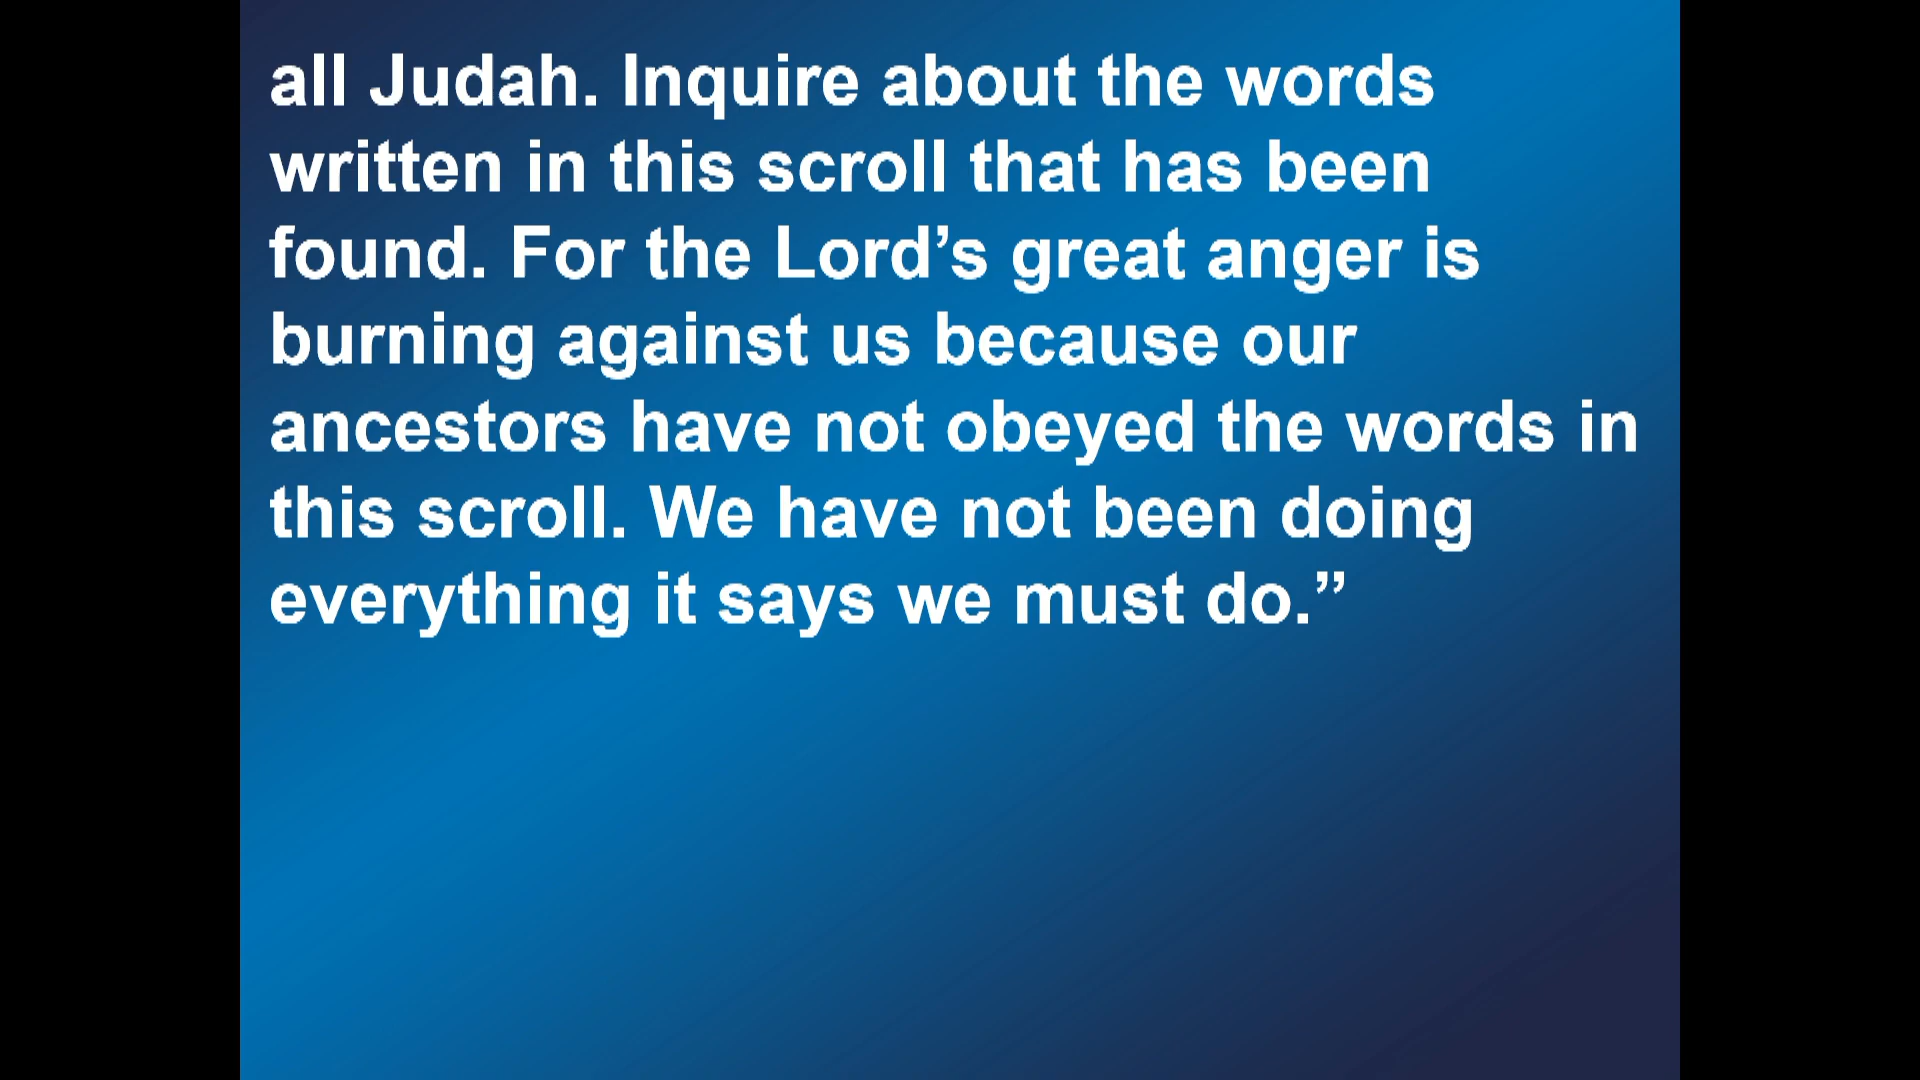 all Judah. Inquire about the words
written in this scroll that has been
found. For the Lord’s great anger is
burning against us because our
ancestors have not obeyed the words in
this scroll. We have not been doing
everything it says we must do.”